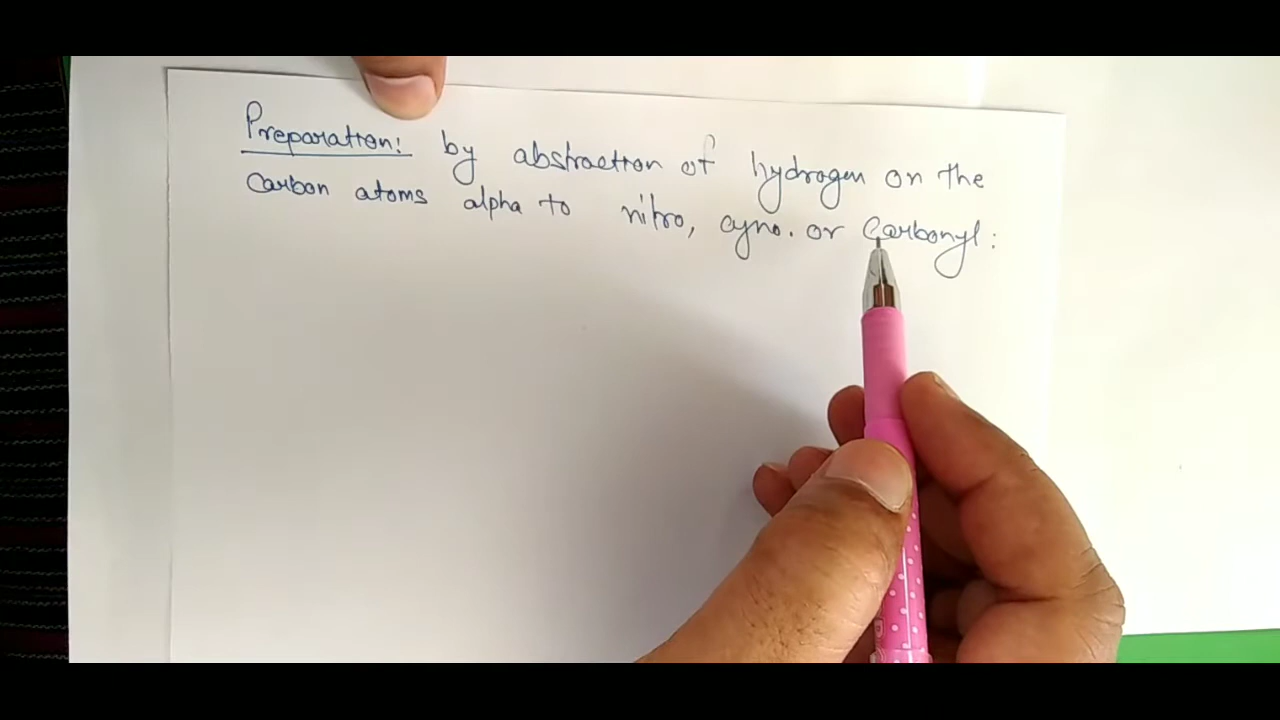 Preparation: by abstraction of hydrogen on the
Carbon atoms alpha to nitro, cyno. or Carbonyl: